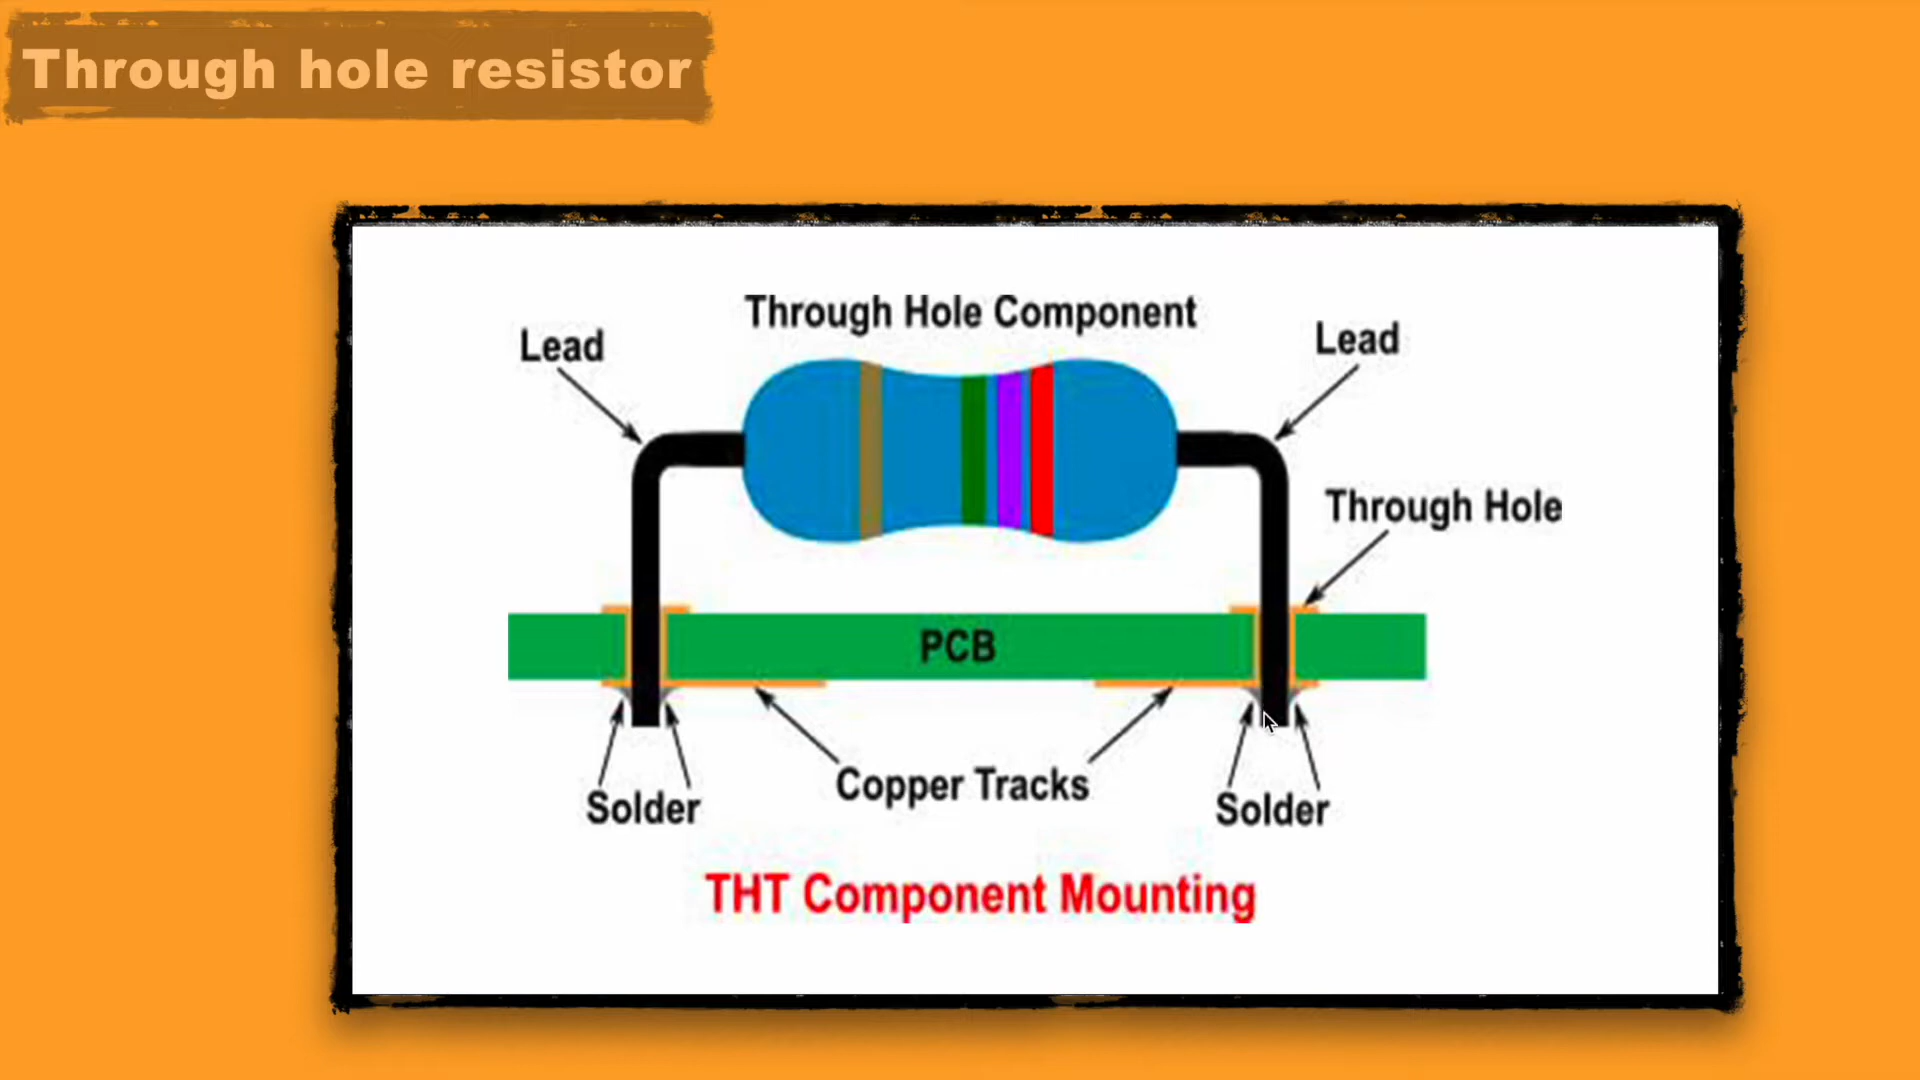 Through hole resistor
Through Hole Component
Lead
Lead
Through Hole
PCB
Copper Tracks
Solder
Solder
THT Component Mounting